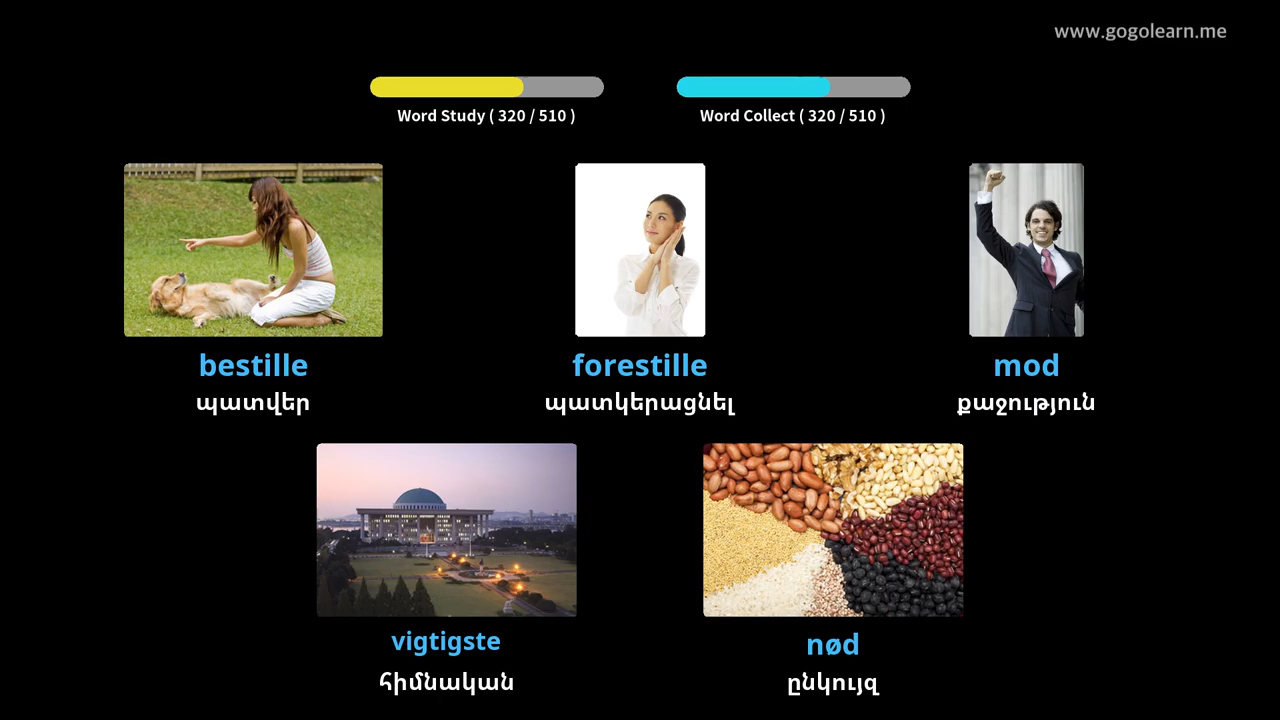 www.gogolearn.me
Word Study ( 320 / 510 )
Word Collect ( 320 / 510 )
bestille
պատվեր
forestille
պատկերացնել
mod
քաջություն
vigtigste
հիմնական
nød
ընկույզ